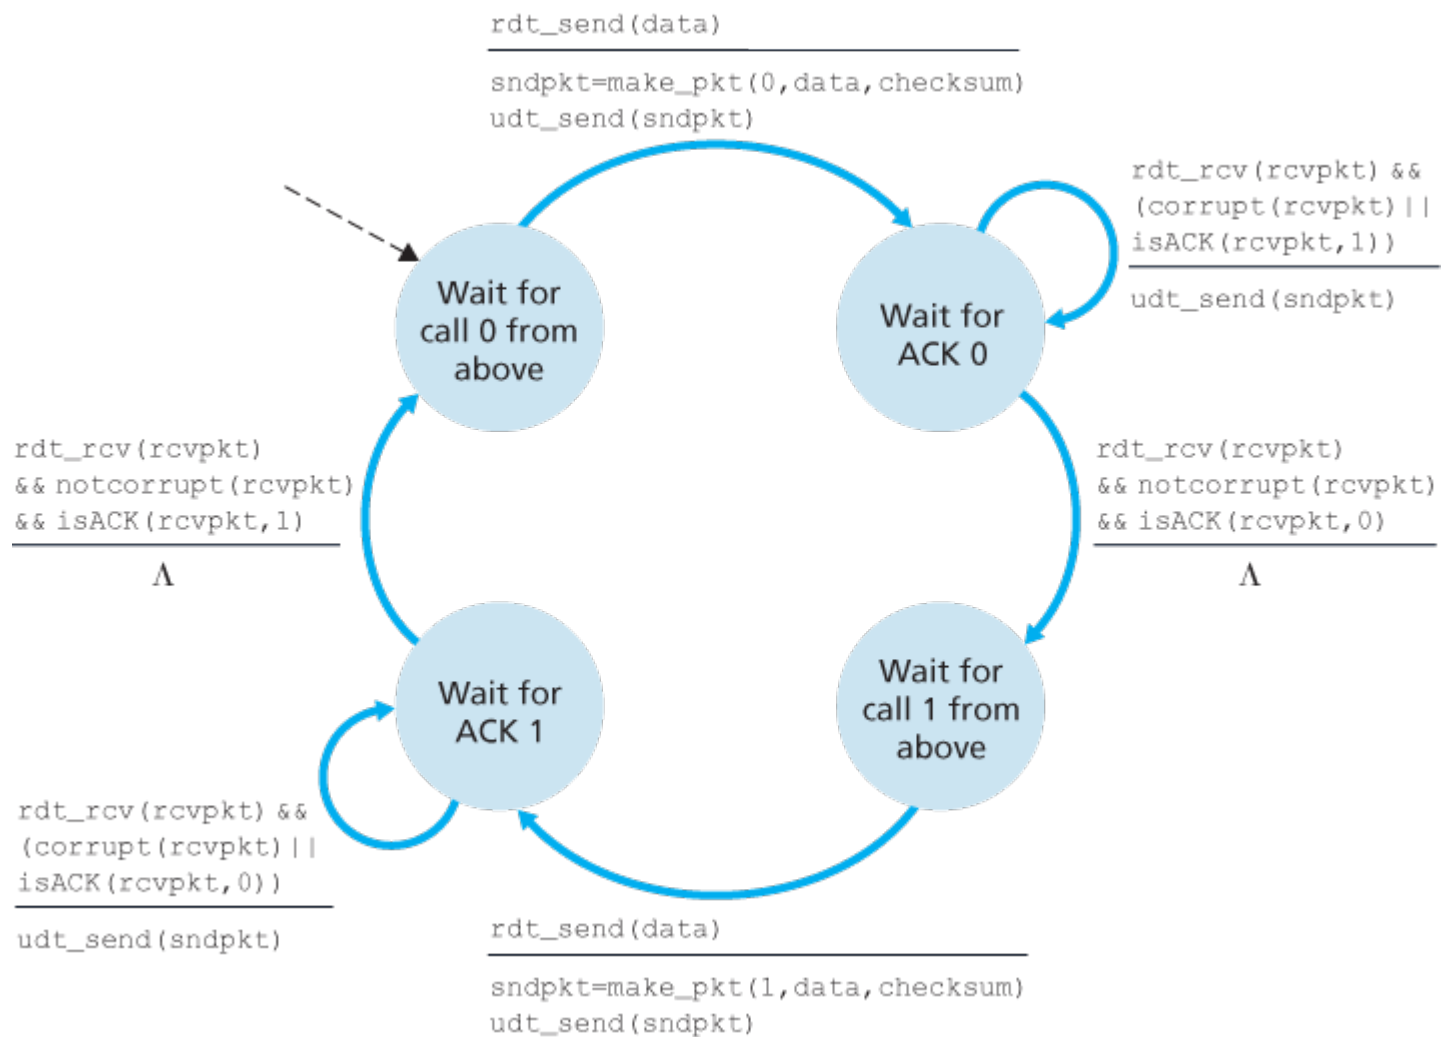 rdt_send(data)
sndpkt=make_pkt(0,data,checksum)
udt_send(sndpkt)
rdt_rcv(rcvpkt) &&
(corrupt(rcvpkt)||
isACK(rcvpkt,1))
udt_send(sndpkt)
Wait for
call 0 from
above
Wait for
ACK 0
rdt_rcv(rcvpkt)
&& notcorrupt(rcvpkt)
&& isACK(rcvpkt,1)
Λ
rdt_rcv(rcvpkt)
&& notcorrupt(rcvpkt)
&& isACK(rcvpkt,0)
Λ
Wait for
ACK 1
Wait for
call 1 from
above
rdt_rcv(rcvpkt) &&
(corrupt(rcvpkt)||
isACK(rcvpkt,0))
udt_send(sndpkt)
rdt_send(data)
sndpkt=make_pkt(1,data,checksum)
udt_send(sndpkt)